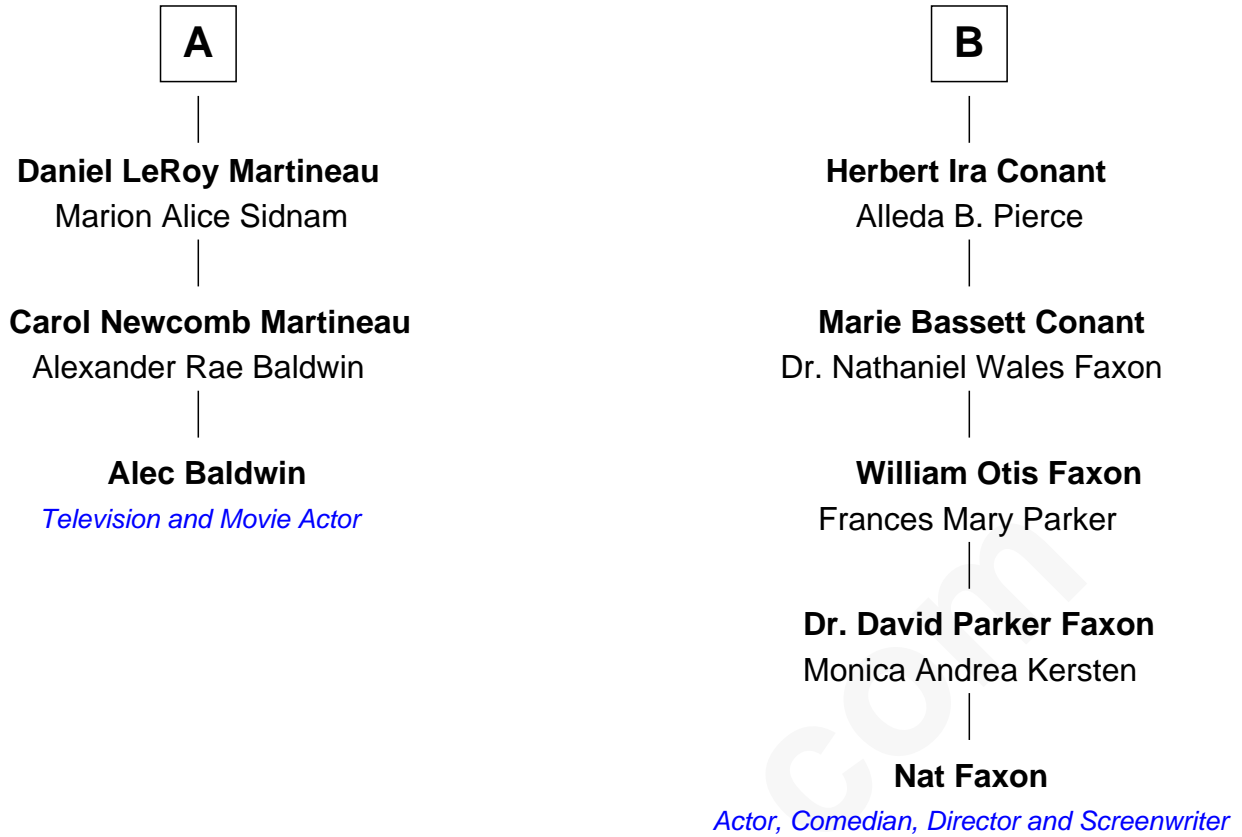 A
Daniel LeRoy Martineau
Marion Alice Sidnam
Carol Newcomb Martineau
Alexander Rae Baldwin
Alec Baldwin
Television and Movie Actor
B
Herbert Ira Conant
Alleda B. Pierce
Marie Bassett Conant
Dr. Nathaniel Wales Faxon
William Otis Faxon
Frances Mary Parker
Dr. David Parker Faxon
Monica Andrea Kersten
Nat Faxon
Actor, Comedian, Director and Screenwriter
com